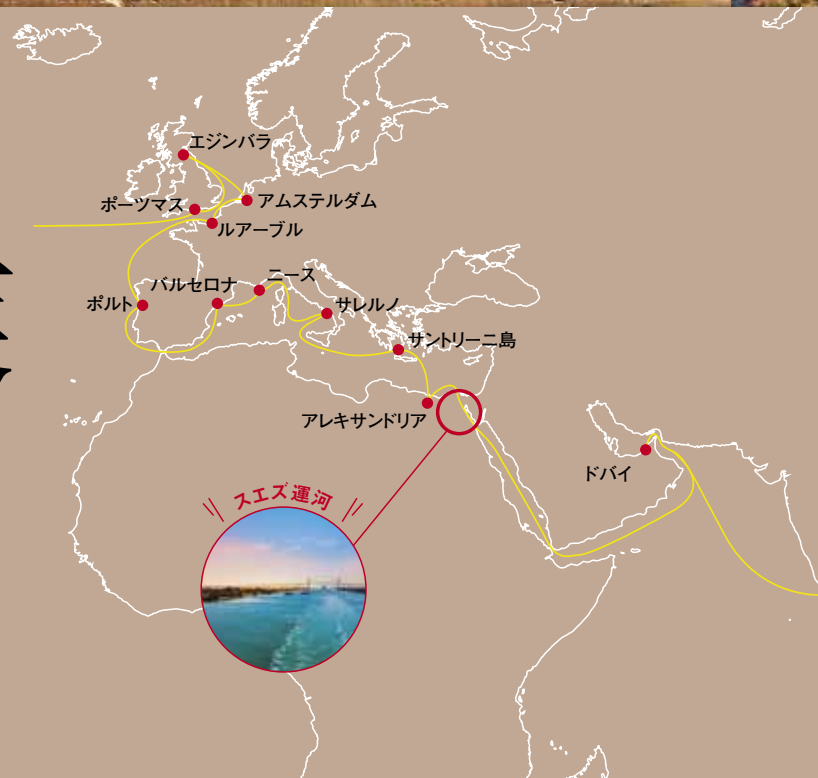 エジンバラ
ポーツマス
アムステルダム
ルアーブル
バルセロナ
ニース
ポルト
サレルノ
サントリーニ島
アレキサンドリア
ドバイ
スエズ運河